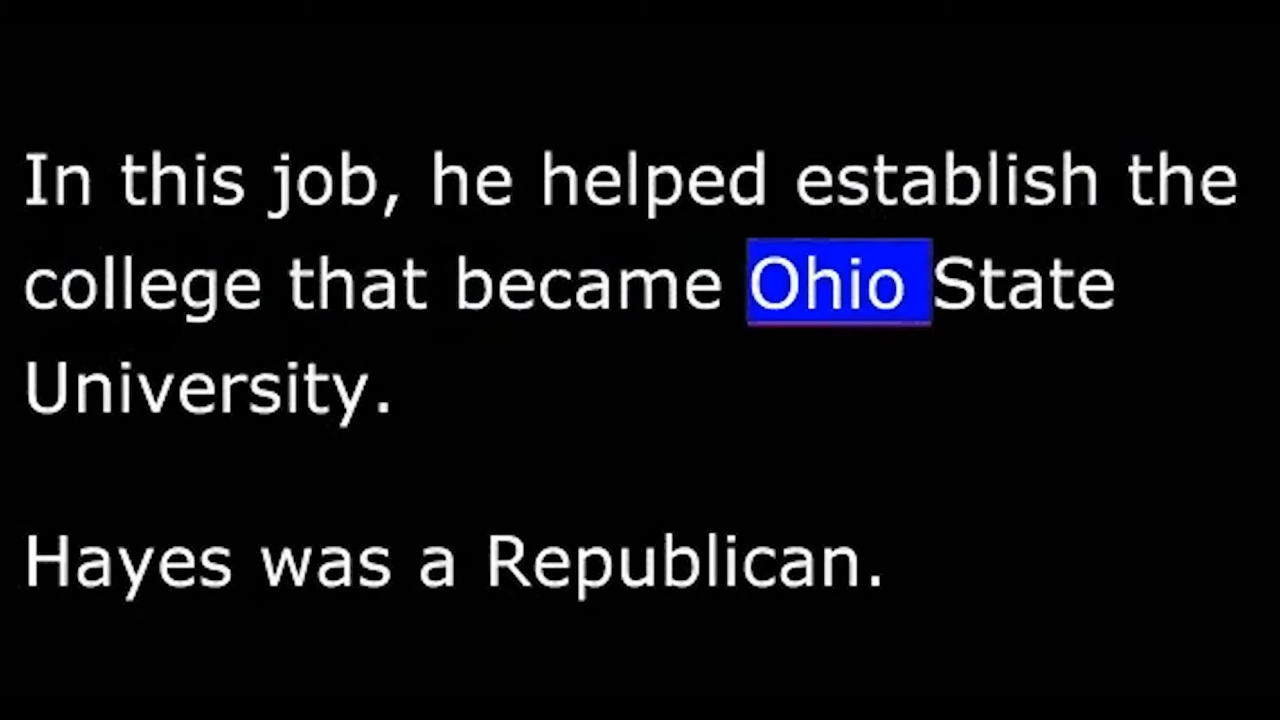 In this job, he helped establish the
college that became Ohio State
University.
Hayes was a Republican.